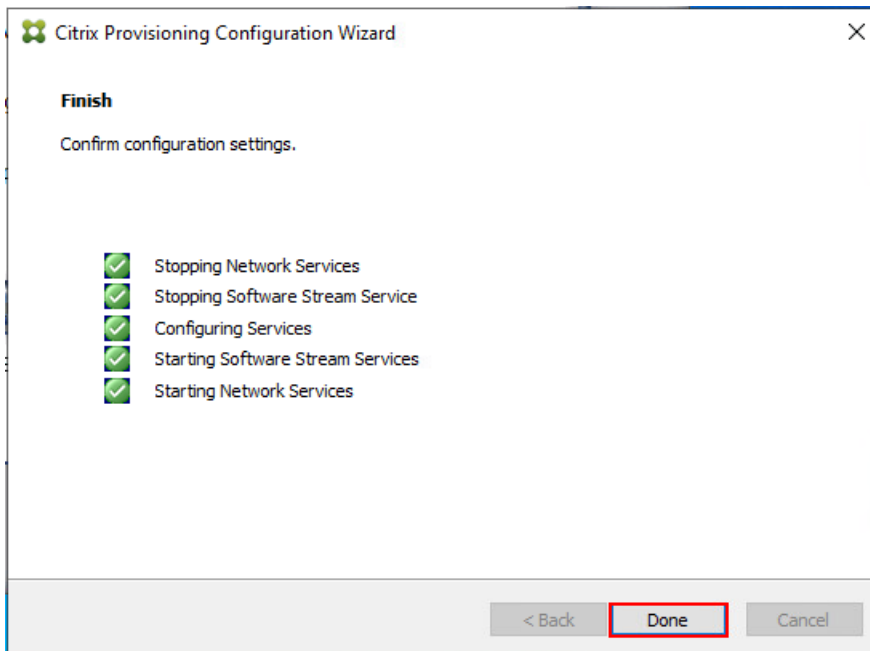 Citrix Provisioning Configuration Wizard
Finish
Confirm configuration settings.
Stopping Network Services
Stopping Software Stream Service
Configuring Services
Starting Software Stream Services
Starting Network Services
< Back Done Cancel